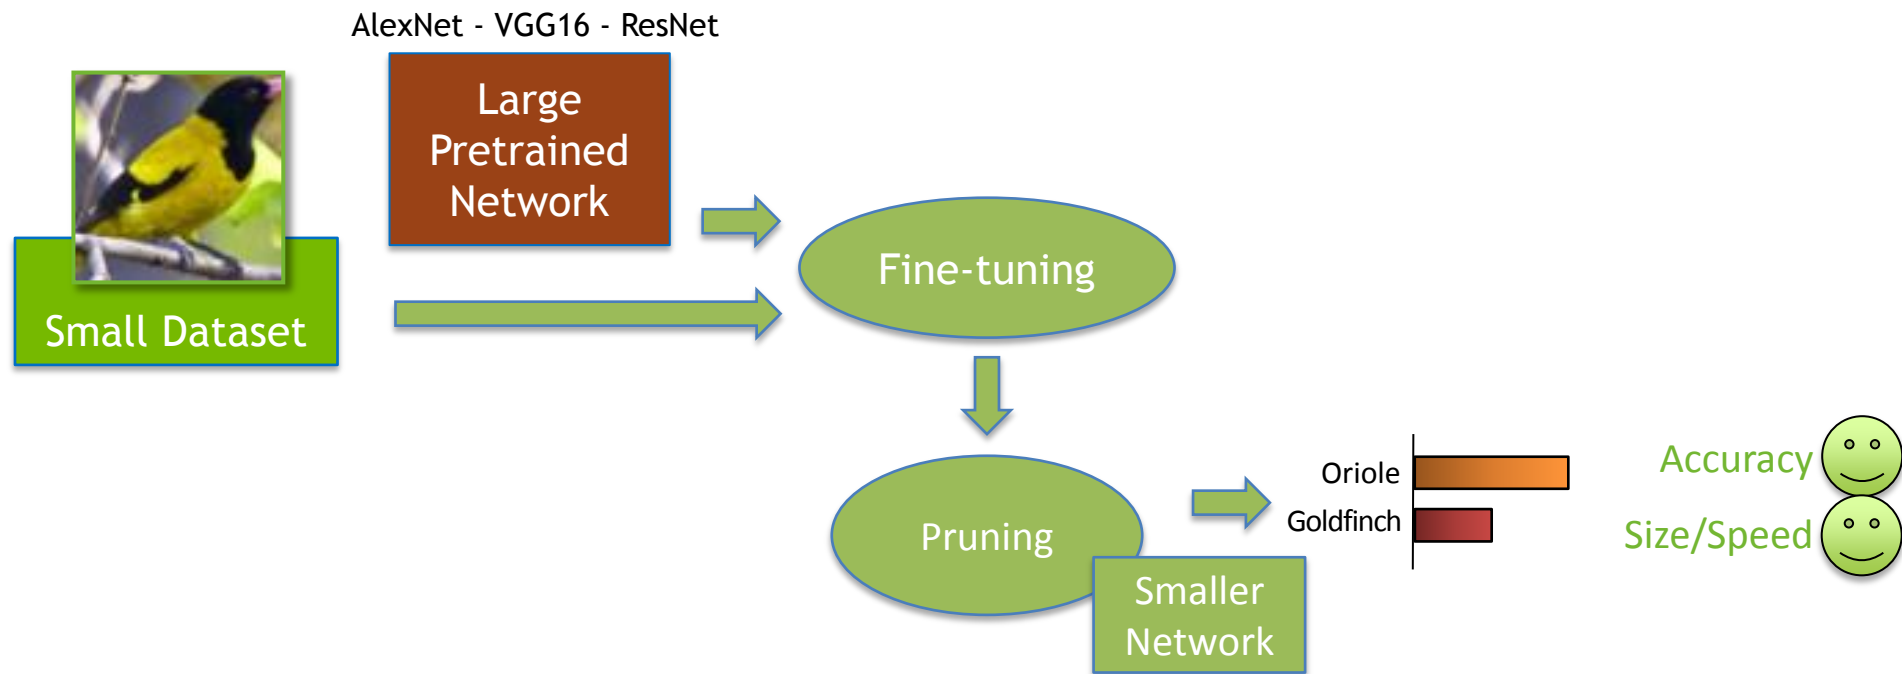 AlexNet - VGG16 - ResNet
Large
Pretrained
Network
Small Dataset
Fine-tuning
Pruning
Smaller
Network
Oriole
Goldfinch
Accuracy
Size/Speed